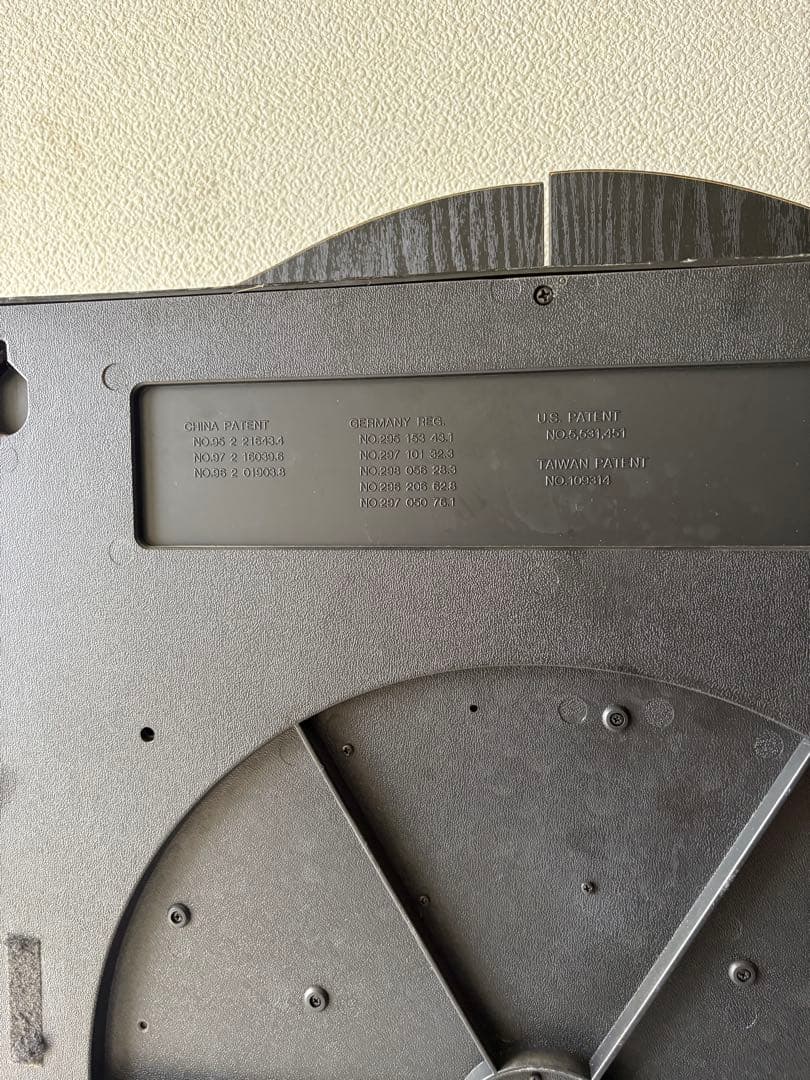 CHINA PATENT
NO.95 2 21643.4
NO.97 2 16039.6
NO.96 2 01903.8
GERMANY REG.
NO.295 153 43.1
NO.297 101 32.3
NO.298 056 28.3
NO.296 206 62.8
NO.297 050 76.1
U.S. PATENT
NO.5,531,451
TAIWAN PATENT
NO.109314